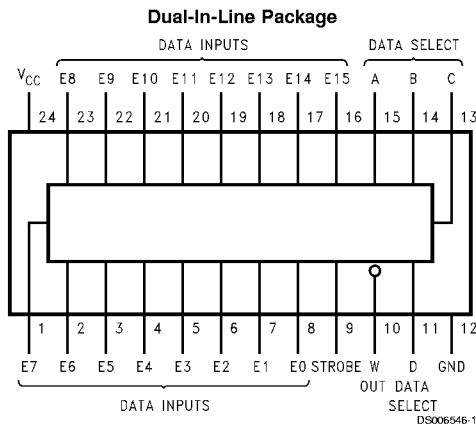 Dual-In-Line Package
DATA INPUTS DATA SELECT
VCC E8 E9 E10 E11 E12 E13 E14 E15 A B C
24 23 22 21 20 19 18 17 16 15 14 13
1 2 3 4 5 6 7 8 9 10 11 12
E7 E6 E5 E4 E3 E2 E1 E0 STROBE W D GND
OUT DATA
DATA INPUTS SELECT
DS006546-1